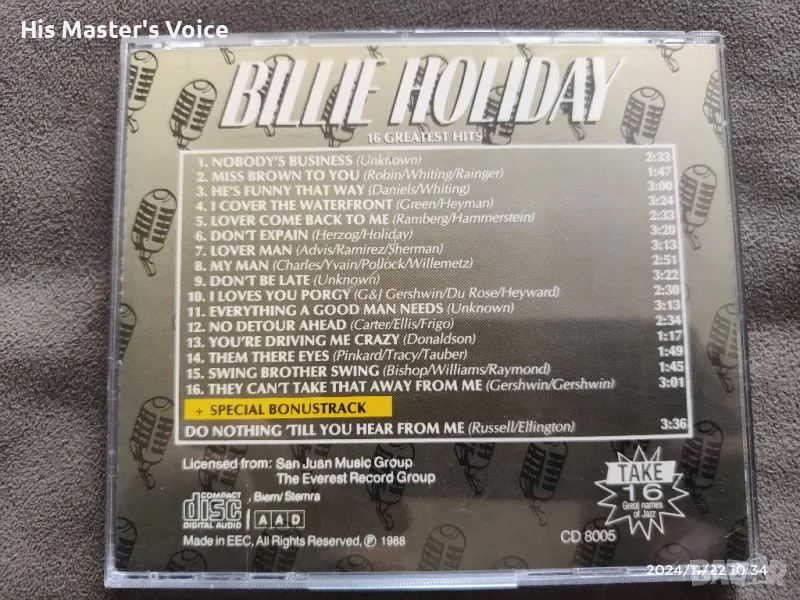 His Master's Voice
BILLIE HOLIDAY
16 GREATEST HITS
1. NOBODY'S BUSINESS (Unknown) 2:33
2. MISS BROWN TO YOU (Robin/Whiting/Rainger) 1:47
3. HE'S FUNNY THAT WAY (Daniels/Whiting) 3:00
4. I COVER THE WATERFRONT (Green/Heyman) 3:24
5. LOVER COME BACK TO ME (Ramberg/Hammerstein) 2:33
6. DON'T EXPAIN (Herzog/Holiday) 3:20
7. LOVER MAN (Advis/Ramirez/Sherman) 3:13
8. MY MAN (Charles/Yvain/Pollock/Willemetz) 2:51
9. DON'T BE LATE (Unknown) 3:22
10. I LOVES YOU PORGY (G&J Gershwin/Du Rose/Heyward) 2:30
11. EVERYTHING A GOOD MAN NEEDS (Unknown) 3:13
12. NO DETOUR AHEAD (Carter/Ellis/Frigo) 2:34
13. YOU'RE DRIVING ME CRAZY (Donaldson) 1:17
14. THEM THERE EYES (Pinkard/Tracy/Tauber) 1:49
15. SWING BROTHER SWING (Bishop/Williams/Raymond) 1:45
16. THEY CAN'T TAKE THAT AWAY FROM ME (Gershwin/Gershwin) 3:01
+ SPECIAL BONUSTRACK
DO NOTHING 'TILL YOU HEAR FROM ME (Russell/Ellington) 3:36
Licensed from: San Juan Music Group
The Everest Record Group
COMPACT
disc
DIGITAL AUDIO
Biem/Stemra
AAD
Made in EEC, All Rights Reserved, ℗ 1988
TAKE
16
Great names
of Jazz
CD 8005
2024/11/22 10:34